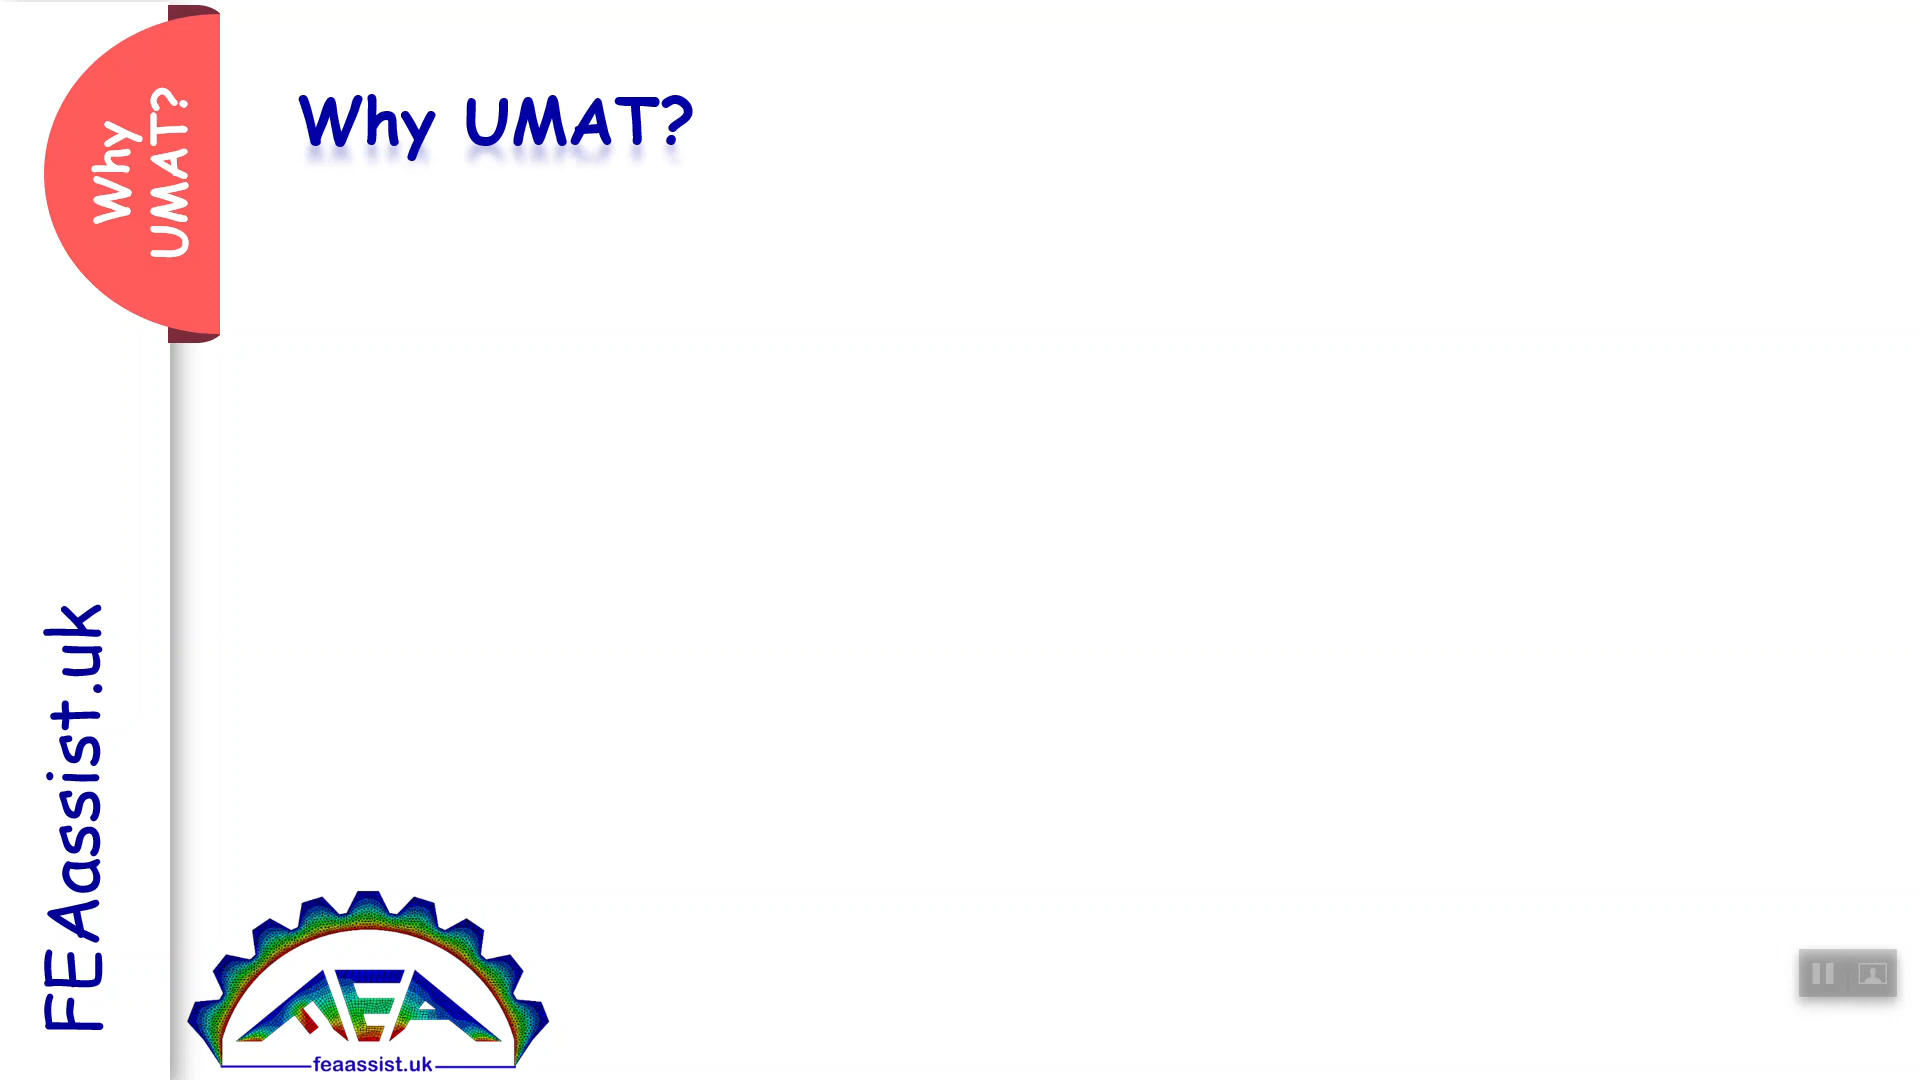 Why
UMAT?
Why UMAT?
FEAassist.uk
FEA
feaassist.uk